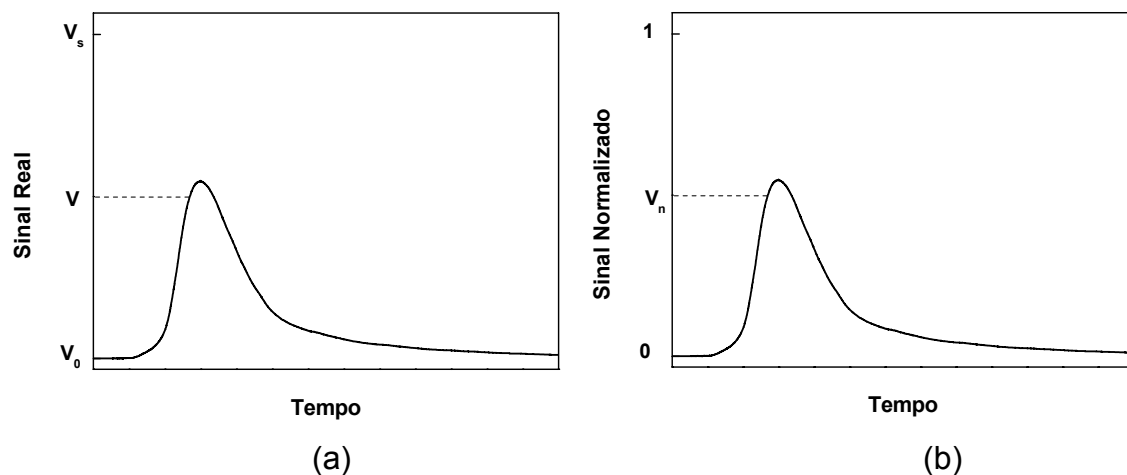 V_s
Sinal Real
V
V_0
Tempo
(a)
1
Sinal Normalizado
V_n
0
Tempo
(b)